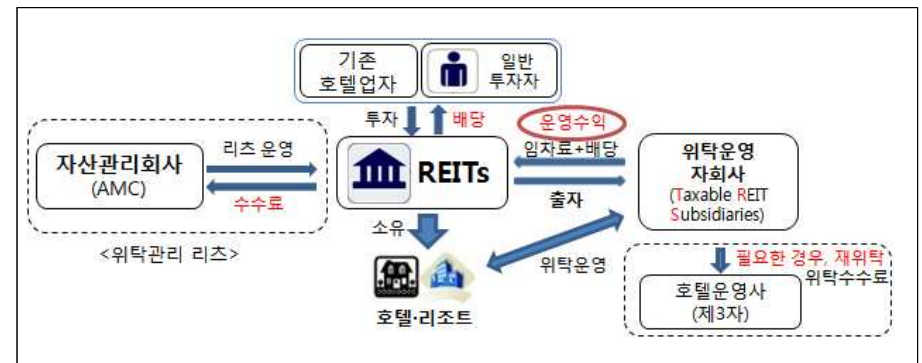 기존
호텔업자
일반
투자자
투자
배당
운영수익
임차료+배당
자산관리회사
(AMC)
리츠 운영
수수료
REITs
출자
위탁운영
자회사
(Taxable REIT
Subsidiaries)
<위탁관리 리츠>
소유
위탁운영
호텔·리조트
필요한 경우, 재위탁
위탁수수료
호텔운영사
(제3자)